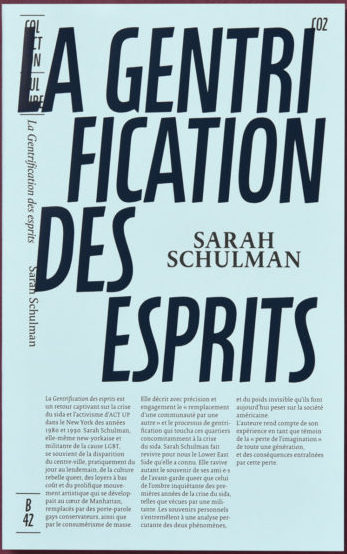 COL
LECT
ION
CUL
TURE
La Gentrification des esprits
Sarah Schulman
B
42
C02
LA GENTRI
FICATION
DES
ESPRITS
SARAH
SCHULMAN
La Gentrification des esprits est
un retour captivant sur la crise
du sida et l'activisme d'ACT UP
dans le New York des années
1980 et 1990. Sarah Schulman,
elle-même new-yorkaise et
militante de la cause LGBT,
se souvient de la disparition
du centre-ville, pratiquement du
jour au lendemain, de la culture
rebelle queer, des loyers à bas
coût et du prolifique mouve-
ment artistique qui se dévelop-
pait au cœur de Manhattan,
remplacés par des porte-parole
gays conservateurs, ainsi que
par le consumérisme de masse.
Elle décrit avec précision et
engagement le « remplacement
d'une communauté par une
autre » et le processus de gentri-
fication qui toucha ces quartiers
concomitamment à la crise
du sida. Sarah Schulman fait
revivre pour nous le Lower East
Side qu'elle a connu. Elle ravive
autant le souvenir de ses ami·e·s
de l'avant-garde queer que celui
de l'ombre inquiétante des pre-
mières années de la crise du sida,
telles que vécues par une mili-
tante. Les souvenirs personnels
s'entremêlent à une analyse per-
cutante des deux phénomènes,
et du poids invisible qu'ils font
aujourd'hui peser sur la société
américaine.
L'auteure rend compte de son
expérience en tant que témoin
de la « perte de l'imagination »
de toute une génération,
et des conséquences entraînées
par cette perte.